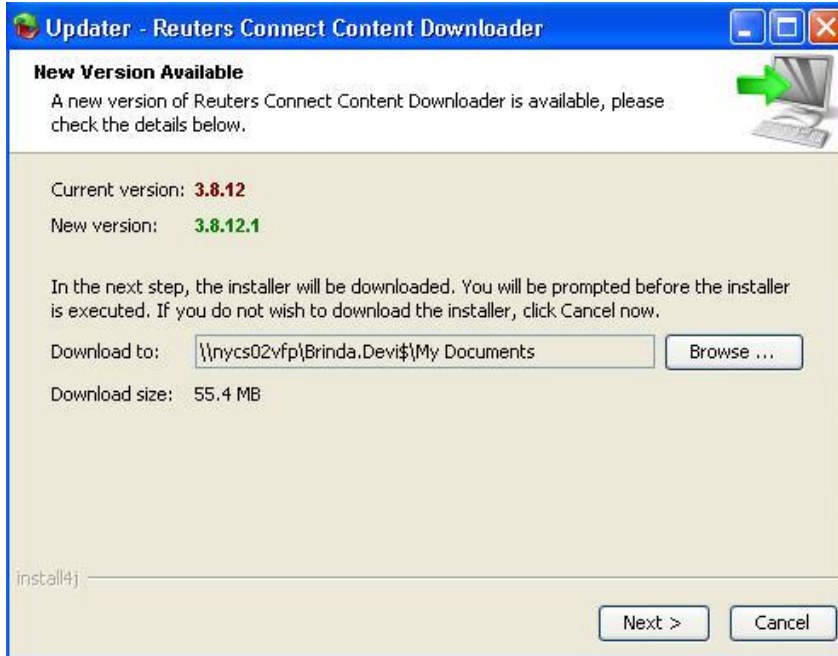 Updater - Reuters Connect Content Downloader
New Version Available
A new version of Reuters Connect Content Downloader is available, please
check the details below.
Current version: 3.8.12
New version: 3.8.12.1
In the next step, the installer will be downloaded. You will be prompted before the installer
is executed. If you do not wish to download the installer, click Cancel now.
Download to: \\nycs02vfp\Brinda.Devi$\My Documents Browse ...
Download size: 55.4 MB
install4j
Next > Cancel